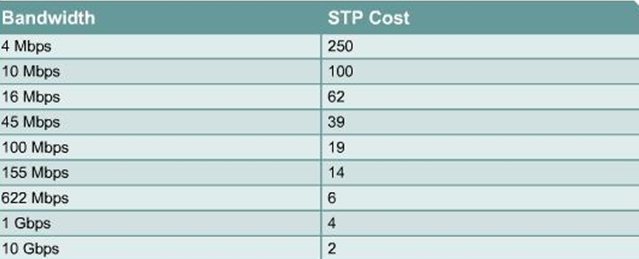 Bandwidth STP Cost
4 Mbps 250
10 Mbps 100
16 Mbps 62
45 Mbps 39
100 Mbps 19
155 Mbps 14
622 Mbps 6
1 Gbps 4
10 Gbps 2